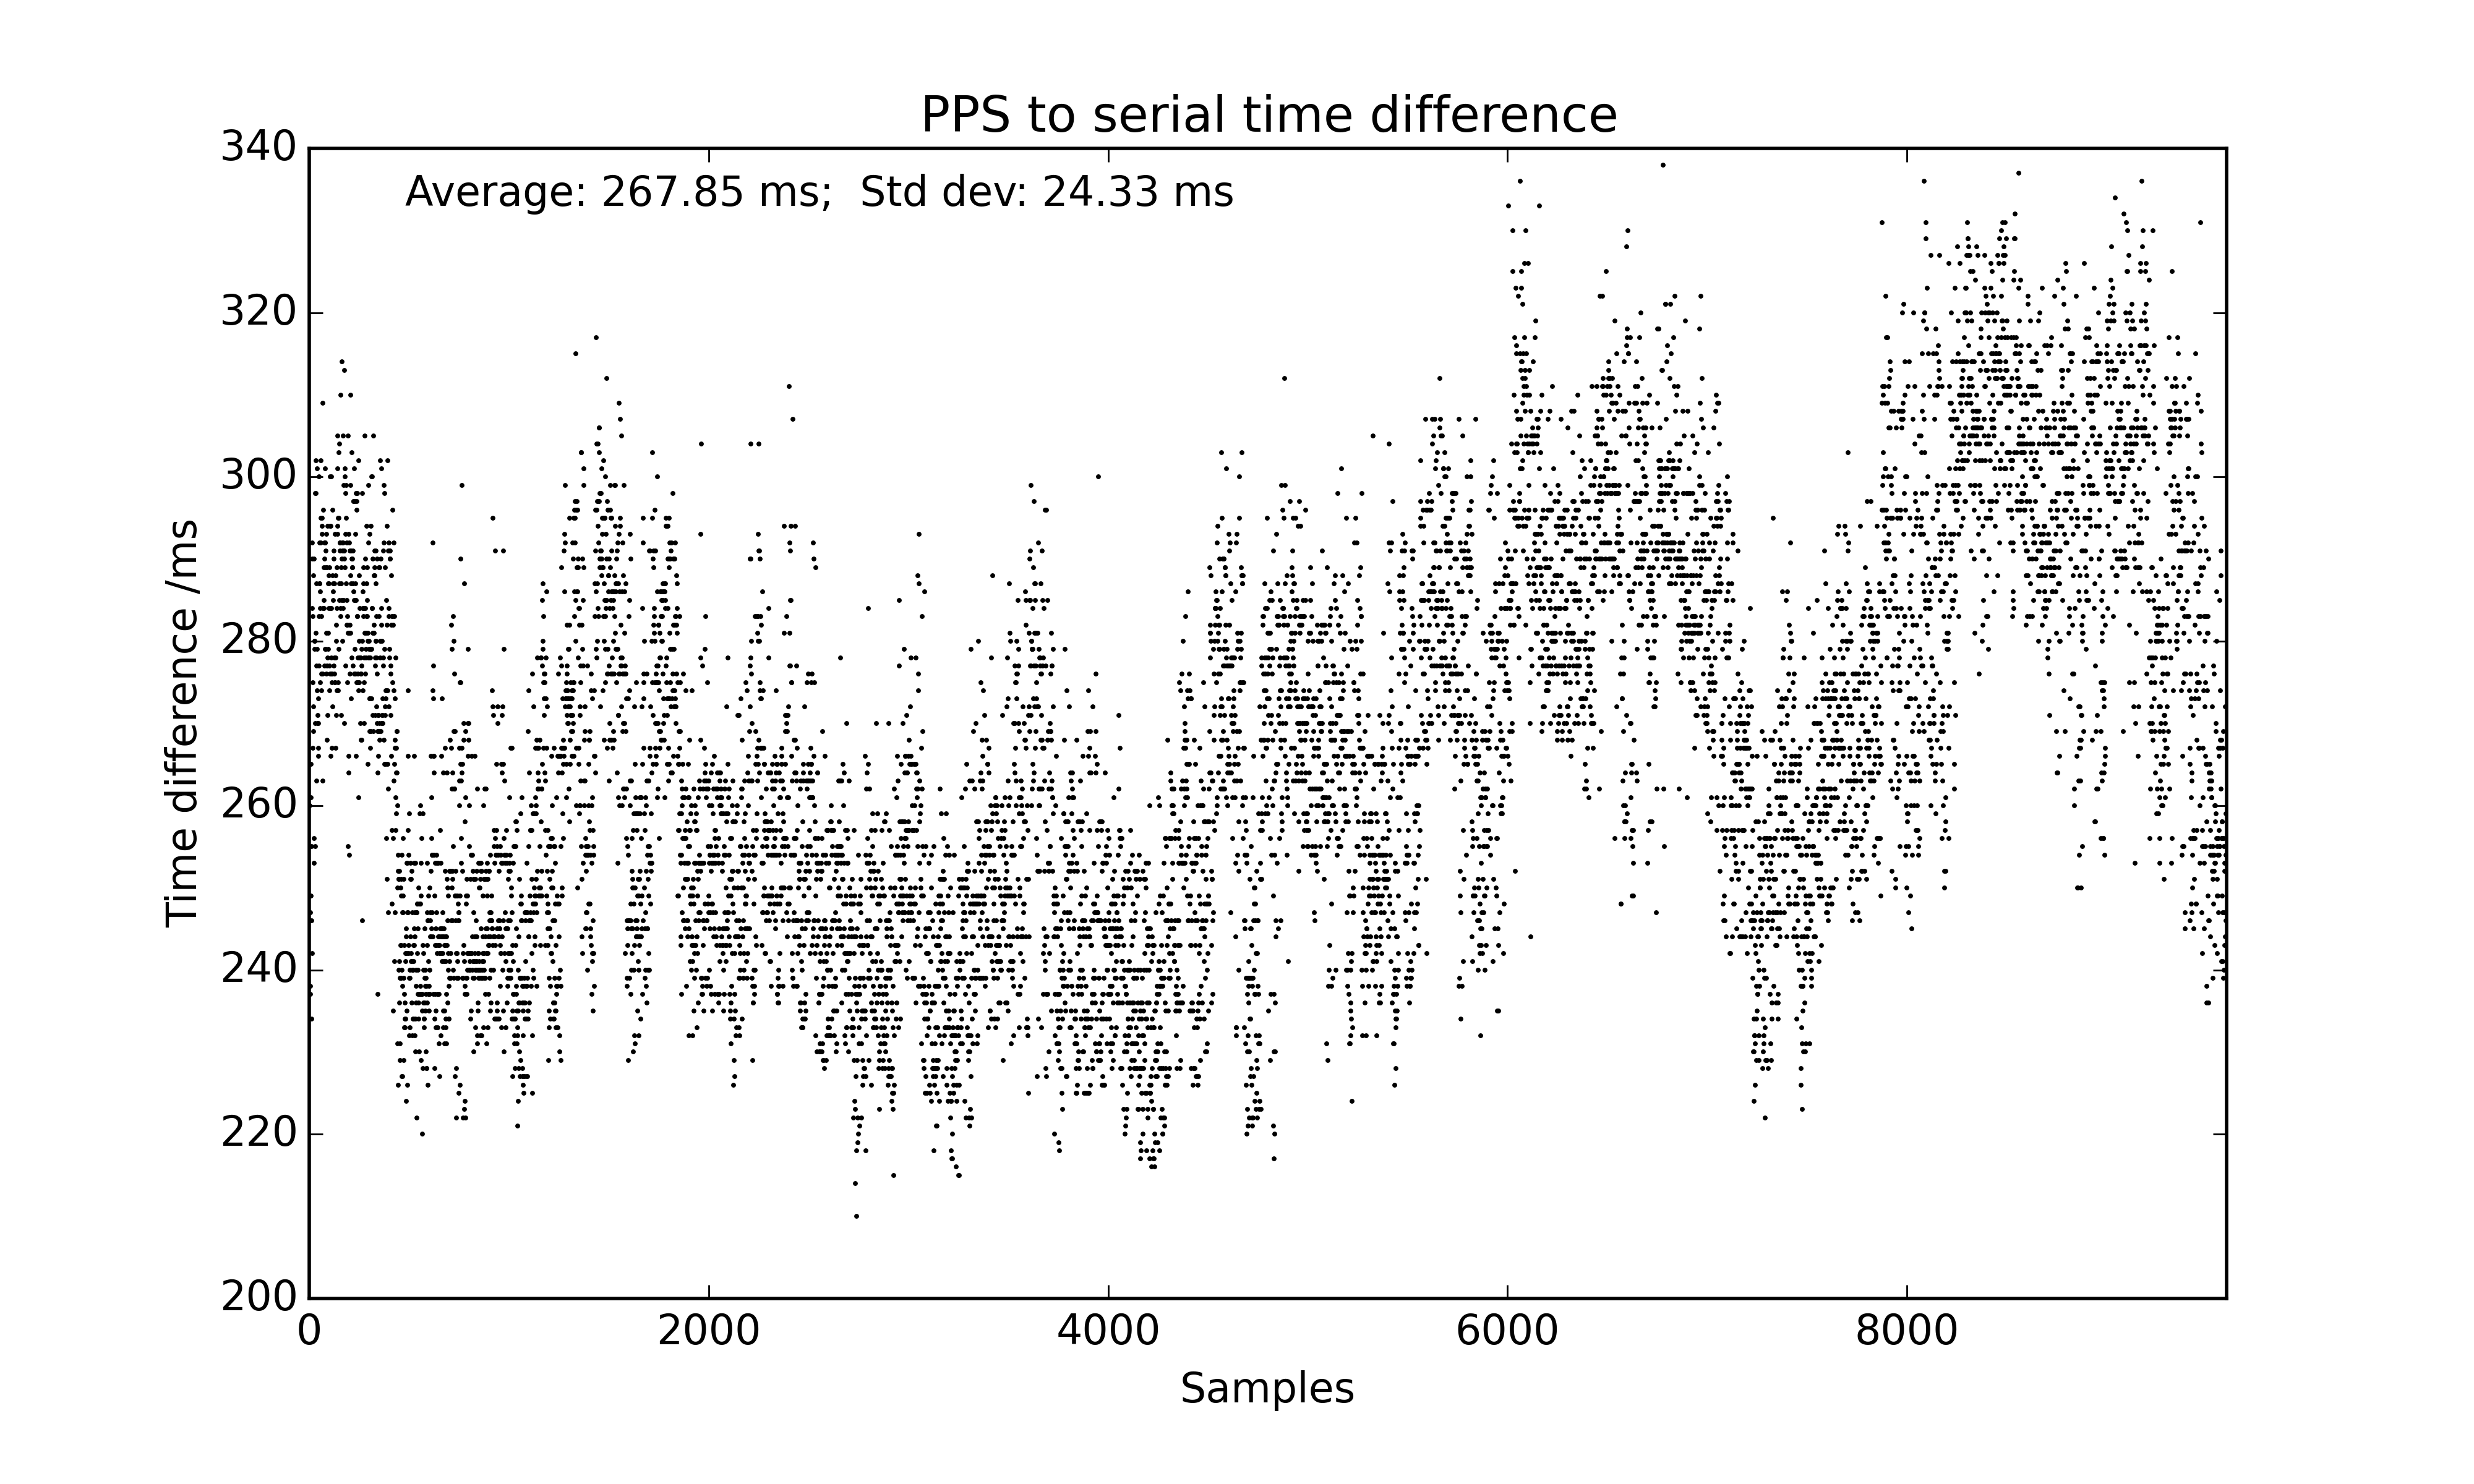 PPS to serial time difference
Average: 267.85 ms;  Std dev: 24.33 ms
340
320
300
280
260
240
220
200
Time difference /ms
0 2000 4000 6000 8000
Samples